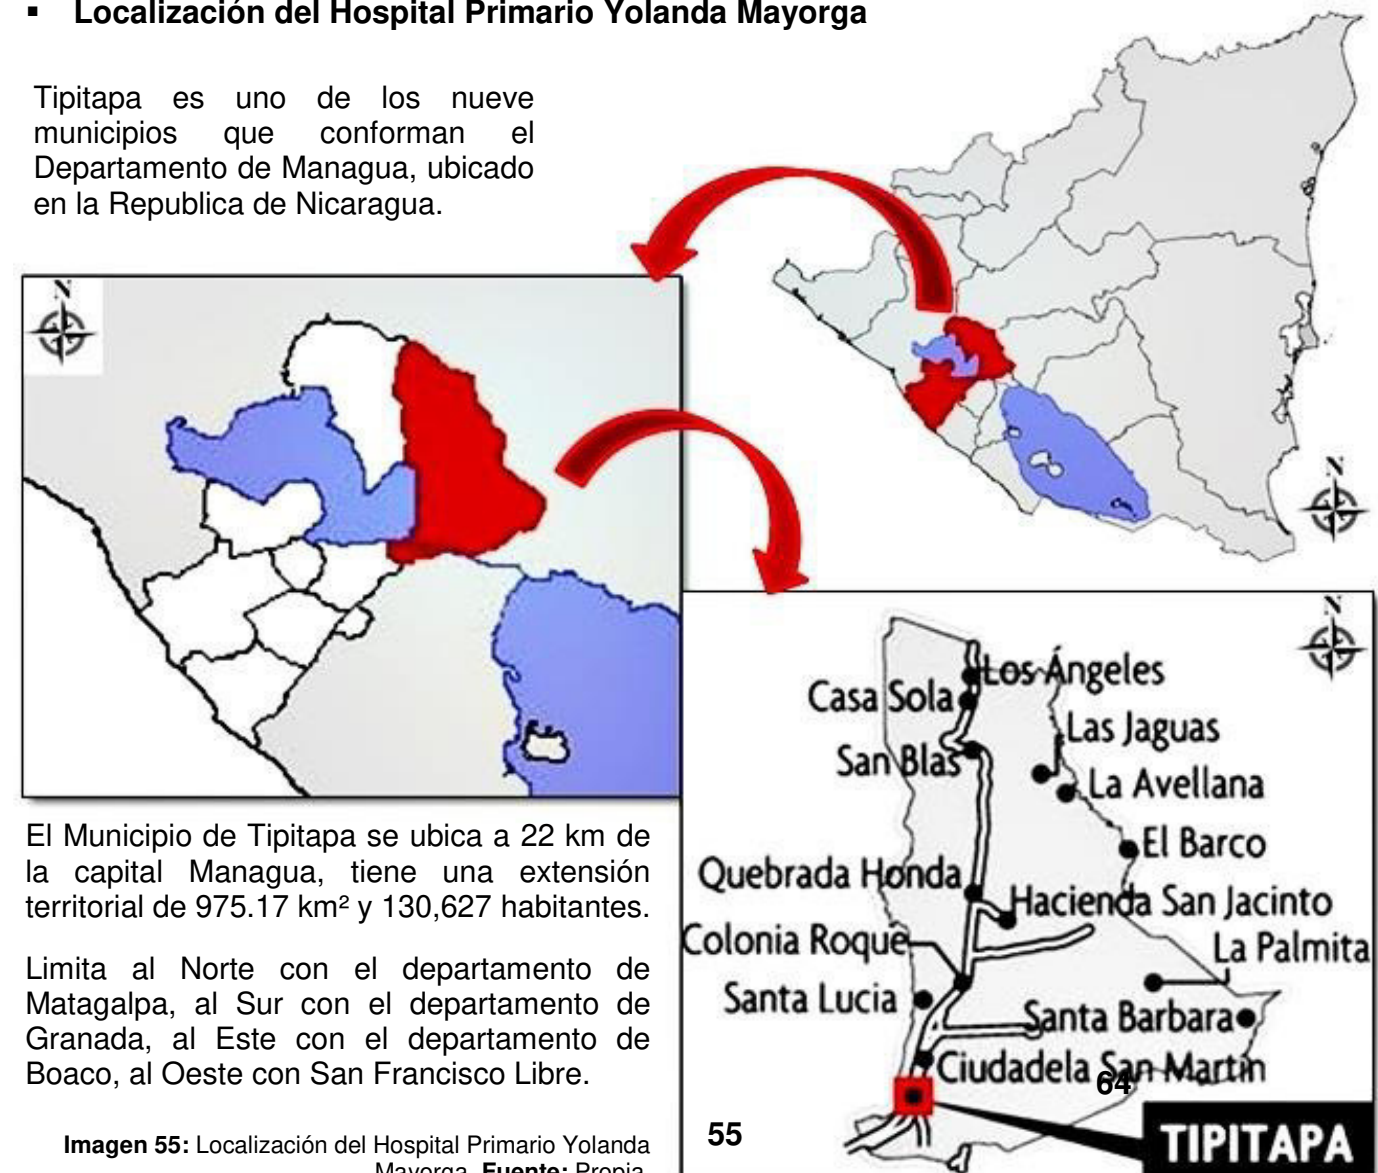 ▪ Localización del Hospital Primario Yolanda Mayorga
Tipitapa es uno de los nueve
municipios que conforman el
Departamento de Managua, ubicado
en la Republica de Nicaragua.
N
N
N
Los Ángeles
Casa Sola
Las Jaguas
San Blas
La Avellana
El Barco
Quebrada Honda
Hacienda San Jacinto
Colonia Roque
La Palmita
Santa Lucia
Santa Barbara
Ciudadela San Martin
64
55
TIPITAPA
El Municipio de Tipitapa se ubica a 22 km de
la capital Managua, tiene una extensión
territorial de 975.17 km² y 130,627 habitantes.
Limita al Norte con el departamento de
Matagalpa, al Sur con el departamento de
Granada, al Este con el departamento de
Boaco, al Oeste con San Francisco Libre.
Imagen 55: Localización del Hospital Primario Yolanda
Mayorga. Fuente: Propia.